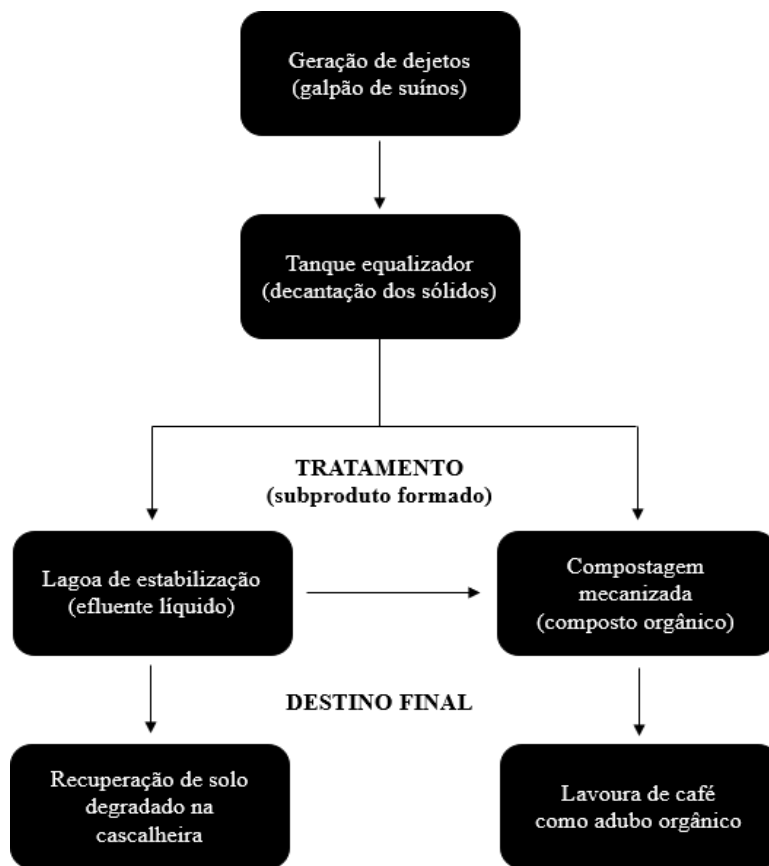 Geração de dejetos
(galpão de suínos)
Tanque equalizador
(decantação dos sólidos)
TRATAMENTO
(subproduto formado)
Lagoa de estabilização
(efluente líquido)
Compostagem
mecanizada
(composto orgânico)
DESTINO FINAL
Recuperação de solo
degradado na
cascalheira
Lavoura de café
como adubo orgânico